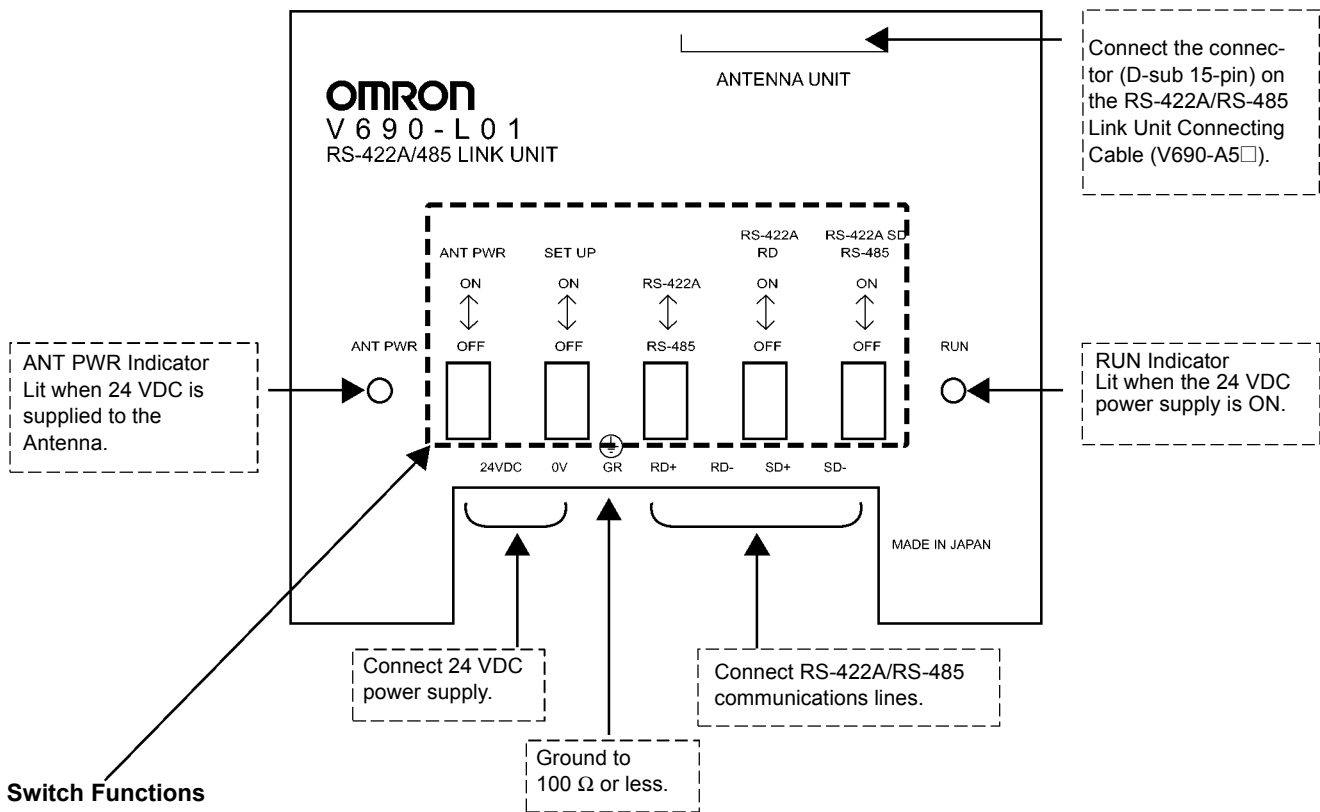 Connect the connec-
tor (D-sub 15-pin) on
the RS-422A/RS-485
Link Unit Connecting
Cable (V690-A5□).
ANTENNA UNIT
OMRON
V690-L01
RS-422A/485 LINK UNIT
ANT PWR
ON
OFF
SET UP
ON
OFF
RS-422A
RS-485
RS-422A
RD
ON
OFF
RS-422A SD
RS-485
ON
OFF
ANT PWR
RUN
ANT PWR Indicator
Lit when 24 VDC is
supplied to the
Antenna.
RUN Indicator
Lit when the 24 VDC
power supply is ON.
24VDC 0V GR RD+ RD- SD+ SD-
MADE IN JAPAN
Connect 24 VDC
power supply.
Connect RS-422A/RS-485
communications lines.
Ground to
100 Ω or less.
Switch Functions